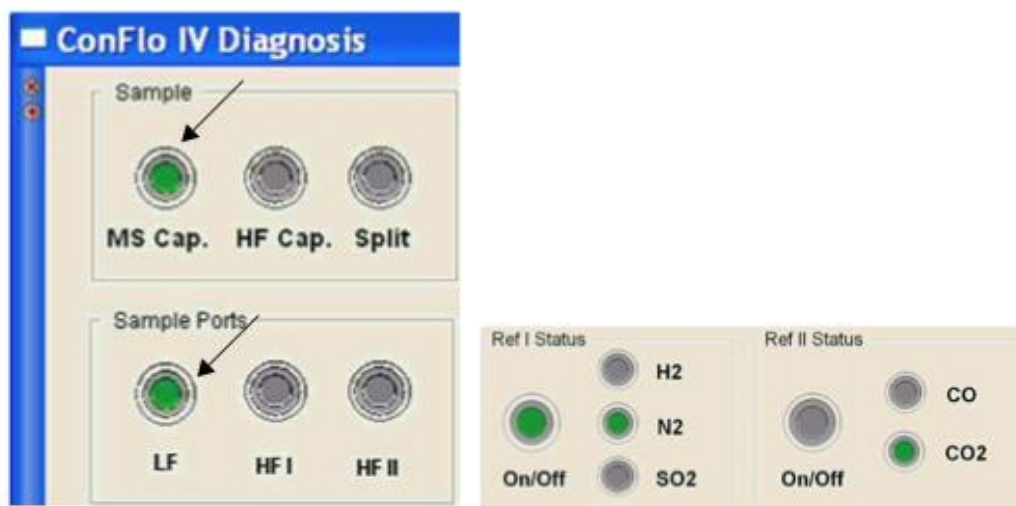 ConFlo IV Diagnosis
Sample
MS Cap. HF Cap. Split
Sample Ports
LF HF I HF II
Ref I Status
H2
N2
On/Off SO2
Ref II Status
CO
CO2
On/Off